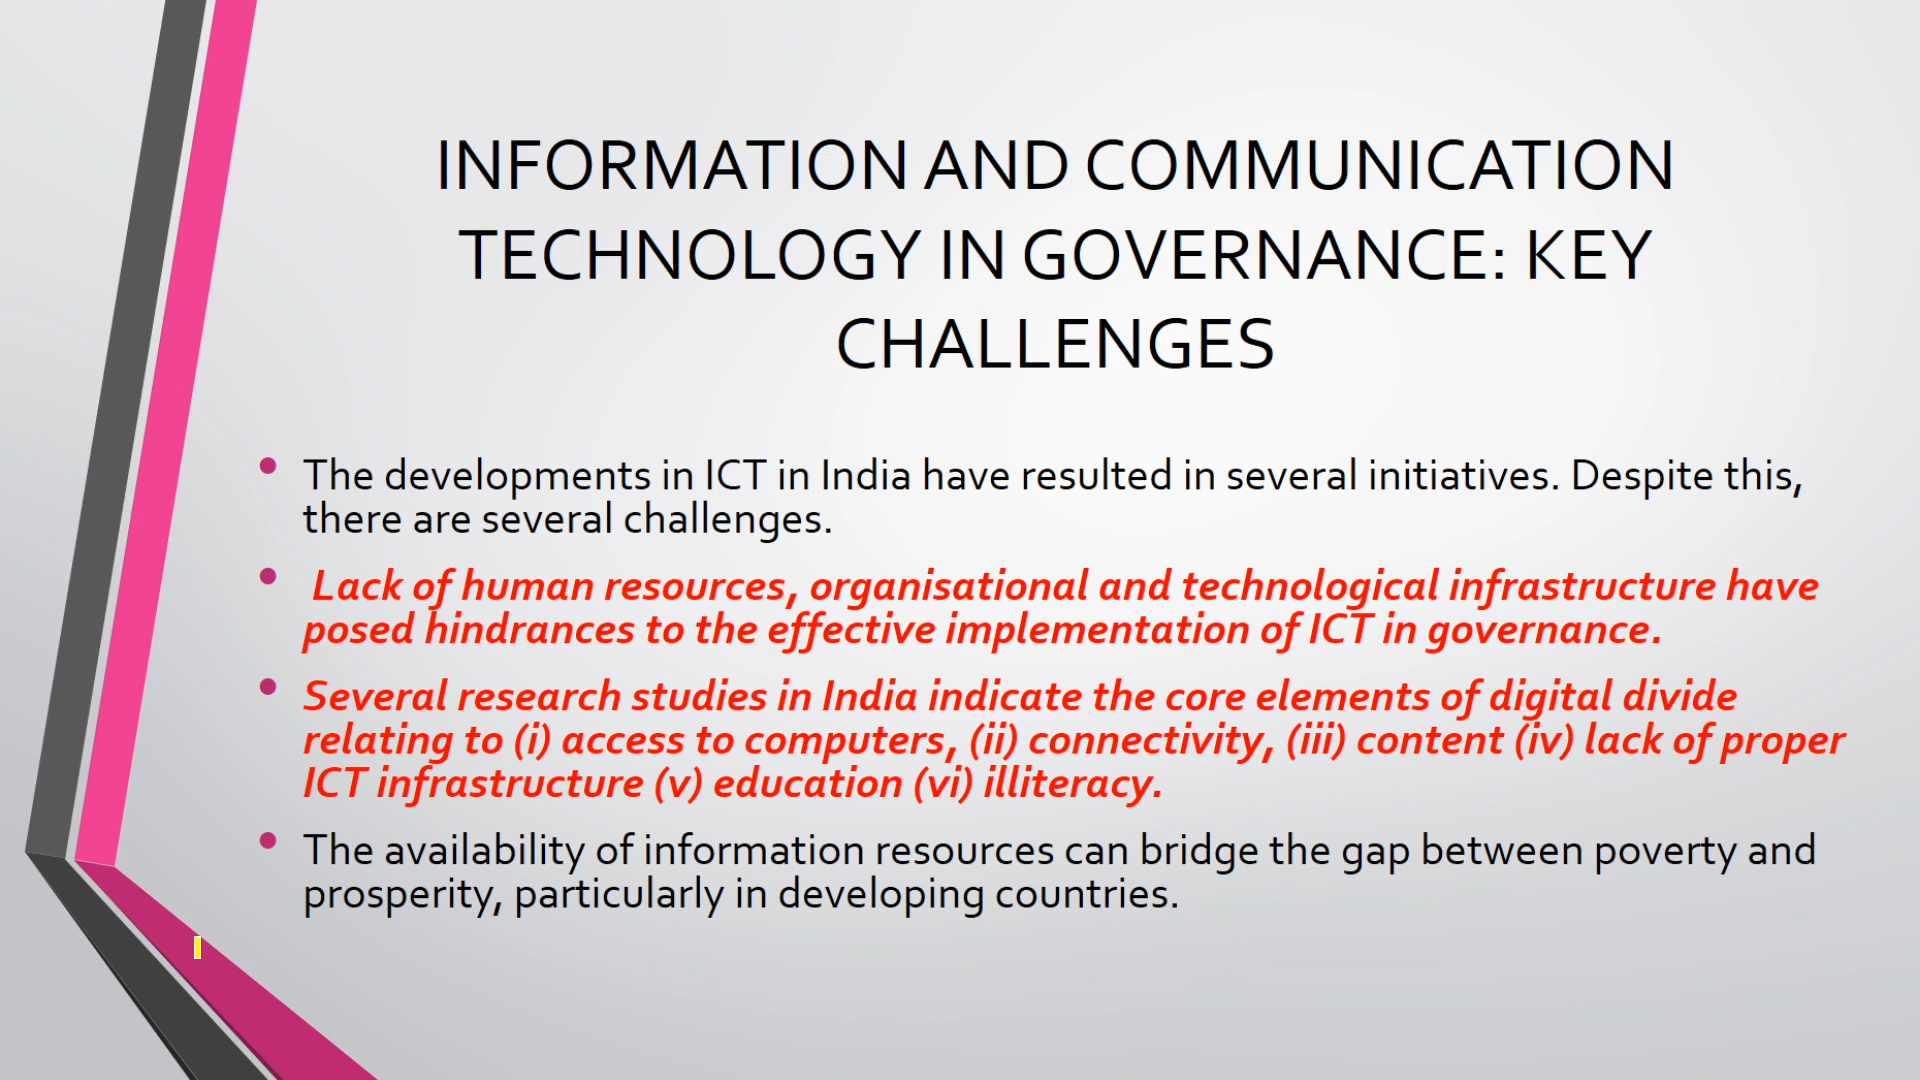 INFORMATION AND COMMUNICATION
TECHNOLOGY IN GOVERNANCE: KEY
CHALLENGES
• The developments in ICT in India have resulted in several initiatives. Despite this,
there are several challenges.
• Lack of human resources, organisational and technological infrastructure have
posed hindrances to the effective implementation of ICT in governance.
• Several research studies in India indicate the core elements of digital divide
relating to (i) access to computers, (ii) connectivity, (iii) content (iv) lack of proper
ICT infrastructure (v) education (vi) illiteracy.
• The availability of information resources can bridge the gap between poverty and
prosperity, particularly in developing countries.